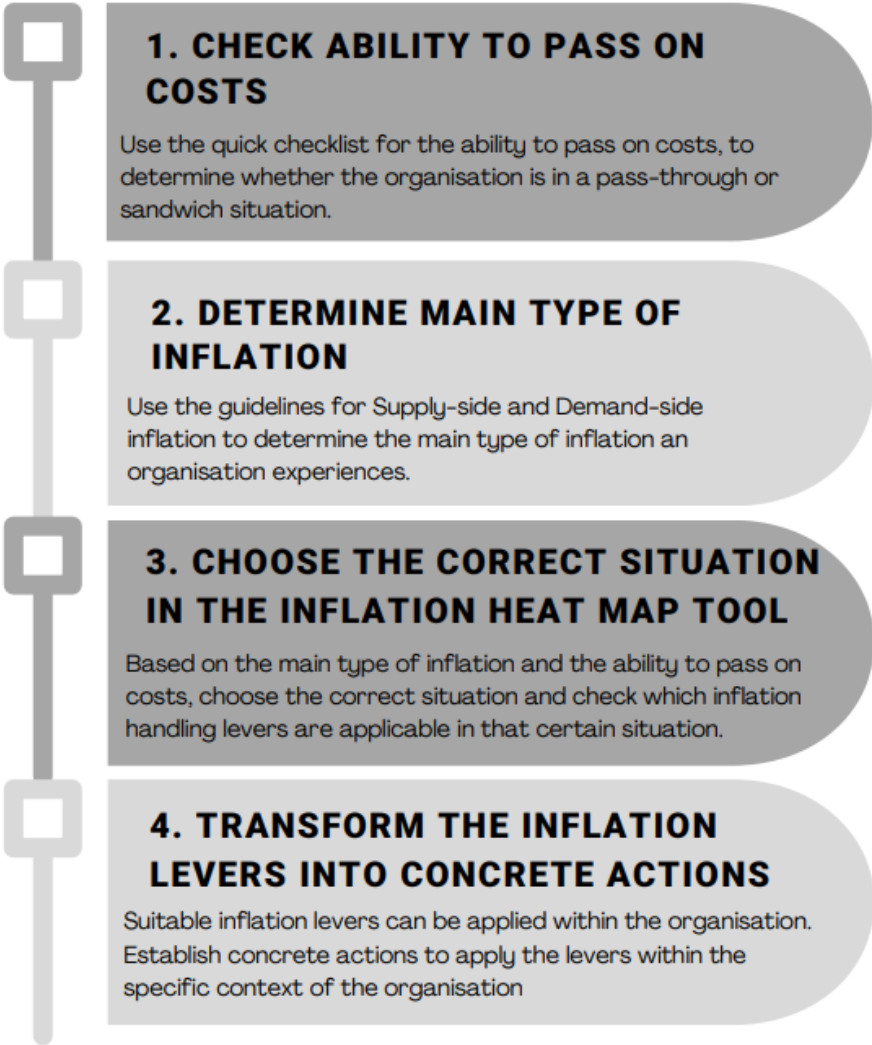 1. CHECK ABILITY TO PASS ON
COSTS
Use the quick checklist for the ability to pass on costs, to
determine whether the organisation is in a pass-through or
sandwich situation.
2. DETERMINE MAIN TYPE OF
INFLATION
Use the guidelines for Supply-side and Demand-side
inflation to determine the main type of inflation an
organisation experiences.
3. CHOOSE THE CORRECT SITUATION
IN THE INFLATION HEAT MAP TOOL
Based on the main type of inflation and the ability to pass on
costs, choose the correct situation and check which inflation
handling levers are applicable in that certain situation.
4. TRANSFORM THE INFLATION
LEVERS INTO CONCRETE ACTIONS
Suitable inflation levers can be applied within the organisation.
Establish concrete actions to apply the levers within the
specific context of the organisation